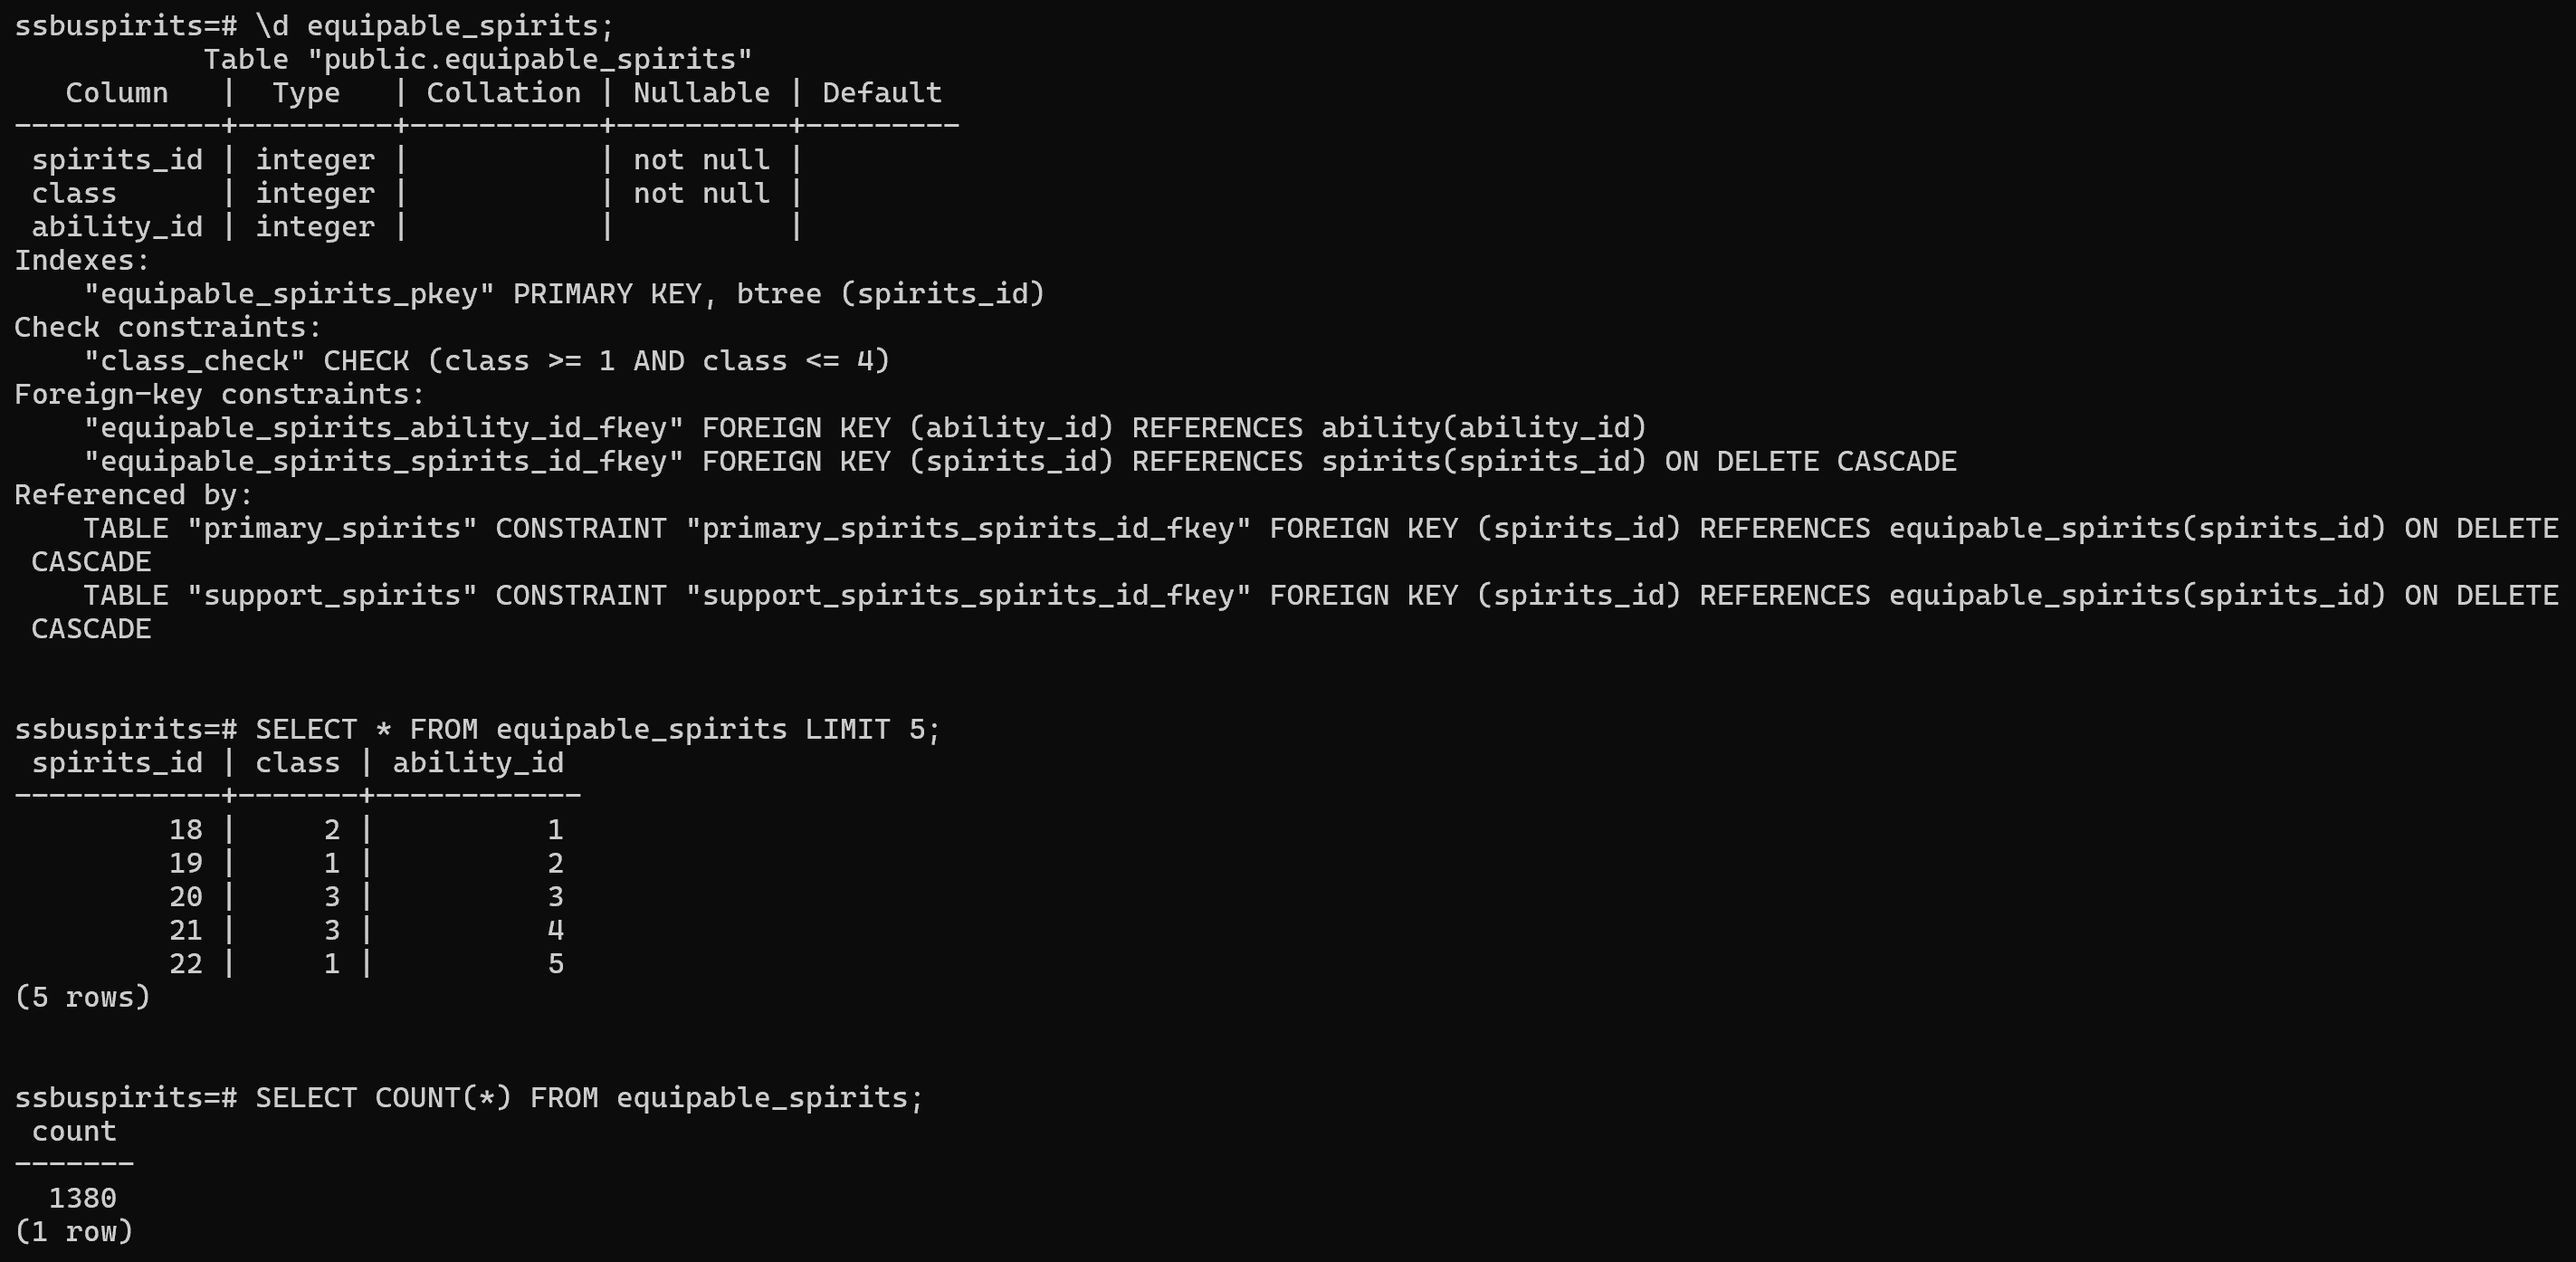 ssbuspirits=# \d equipable_spirits;
           Table "public.equipable_spirits"
   Column   |  Type   | Collation | Nullable | Default
------------+---------+-----------+----------+---------
 spirits_id | integer |           | not null |
 class      | integer |           | not null |
 ability_id | integer |           |          |
Indexes:
    "equipable_spirits_pkey" PRIMARY KEY, btree (spirits_id)
Check constraints:
    "class_check" CHECK (class >= 1 AND class <= 4)
Foreign-key constraints:
    "equipable_spirits_ability_id_fkey" FOREIGN KEY (ability_id) REFERENCES ability(ability_id)
    "equipable_spirits_spirits_id_fkey" FOREIGN KEY (spirits_id) REFERENCES spirits(spirits_id) ON DELETE CASCADE
Referenced by:
    TABLE "primary_spirits" CONSTRAINT "primary_spirits_spirits_id_fkey" FOREIGN KEY (spirits_id) REFERENCES equipable_spirits(spirits_id) ON DELETE
 CASCADE
    TABLE "support_spirits" CONSTRAINT "support_spirits_spirits_id_fkey" FOREIGN KEY (spirits_id) REFERENCES equipable_spirits(spirits_id) ON DELETE
 CASCADE


ssbuspirits=# SELECT * FROM equipable_spirits LIMIT 5;
 spirits_id | class | ability_id
------------+-------+------------
         18 |     2 |          1
         19 |     1 |          2
         20 |     3 |          3
         21 |     3 |          4
         22 |     1 |          5
(5 rows)


ssbuspirits=# SELECT COUNT(*) FROM equipable_spirits;
 count
-------
  1380
(1 row)